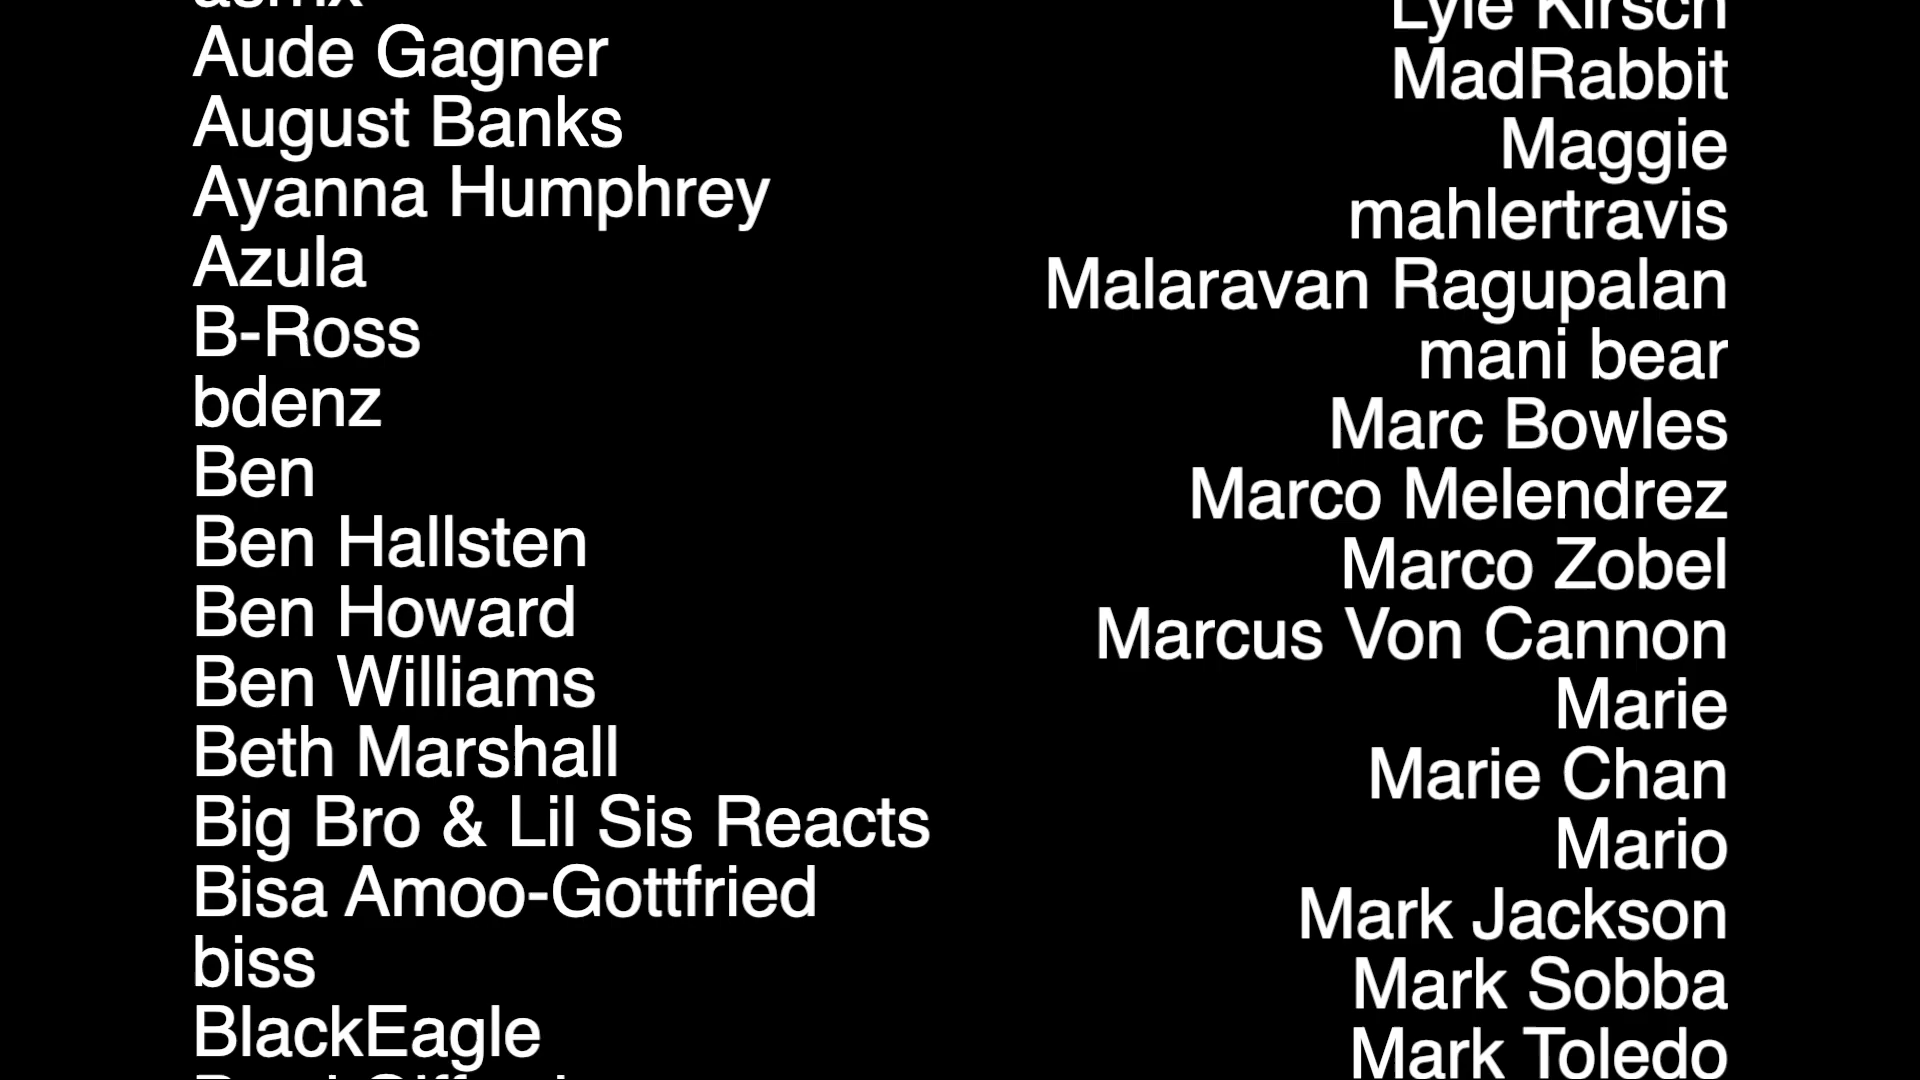 Aude Gagner
August Banks
Ayanna Humphrey
Azula
B-Ross
bdenz
Ben
Ben Hallsten
Ben Howard
Ben Williams
Beth Marshall
Big Bro & Lil Sis Reacts
Bisa Amoo-Gottfried
biss
BlackEagle
Lyle Kirsch
MadRabbit
Maggie
mahlertravis
Malaravan Ragupalan
mani bear
Marc Bowles
Marco Melendrez
Marco Zobel
Marcus Von Cannon
Marie
Marie Chan
Mario
Mark Jackson
Mark Sobba
Mark Toledo